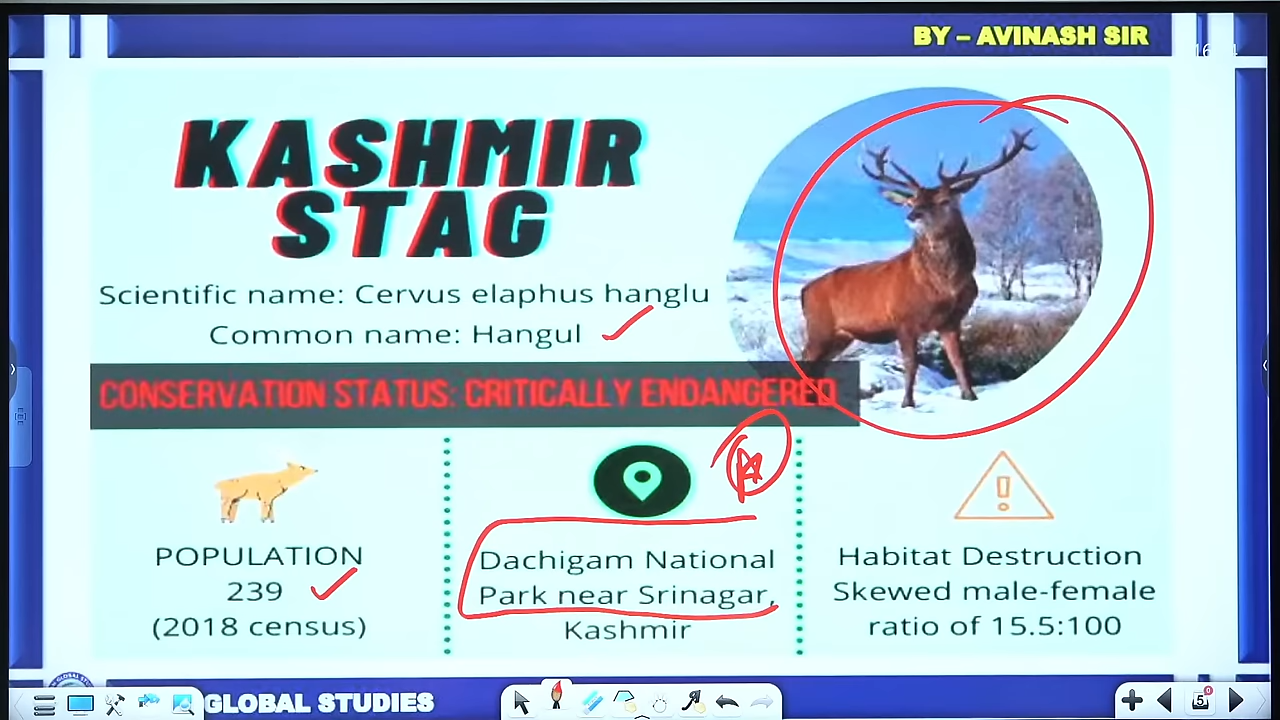 BY – AVINASH SIR
KASHMIR
STAG
Scientific name: Cervus elaphus hanglu
Common name: Hangul
CONSERVATION STATUS: CRITICALLY ENDANGERED
POPULATION
239
(2018 census)
Dachigam National
Park near Srinagar,
Kashmir
Habitat Destruction
Skewed male-female
ratio of 15.5:100
GLOBAL STUDIES
5